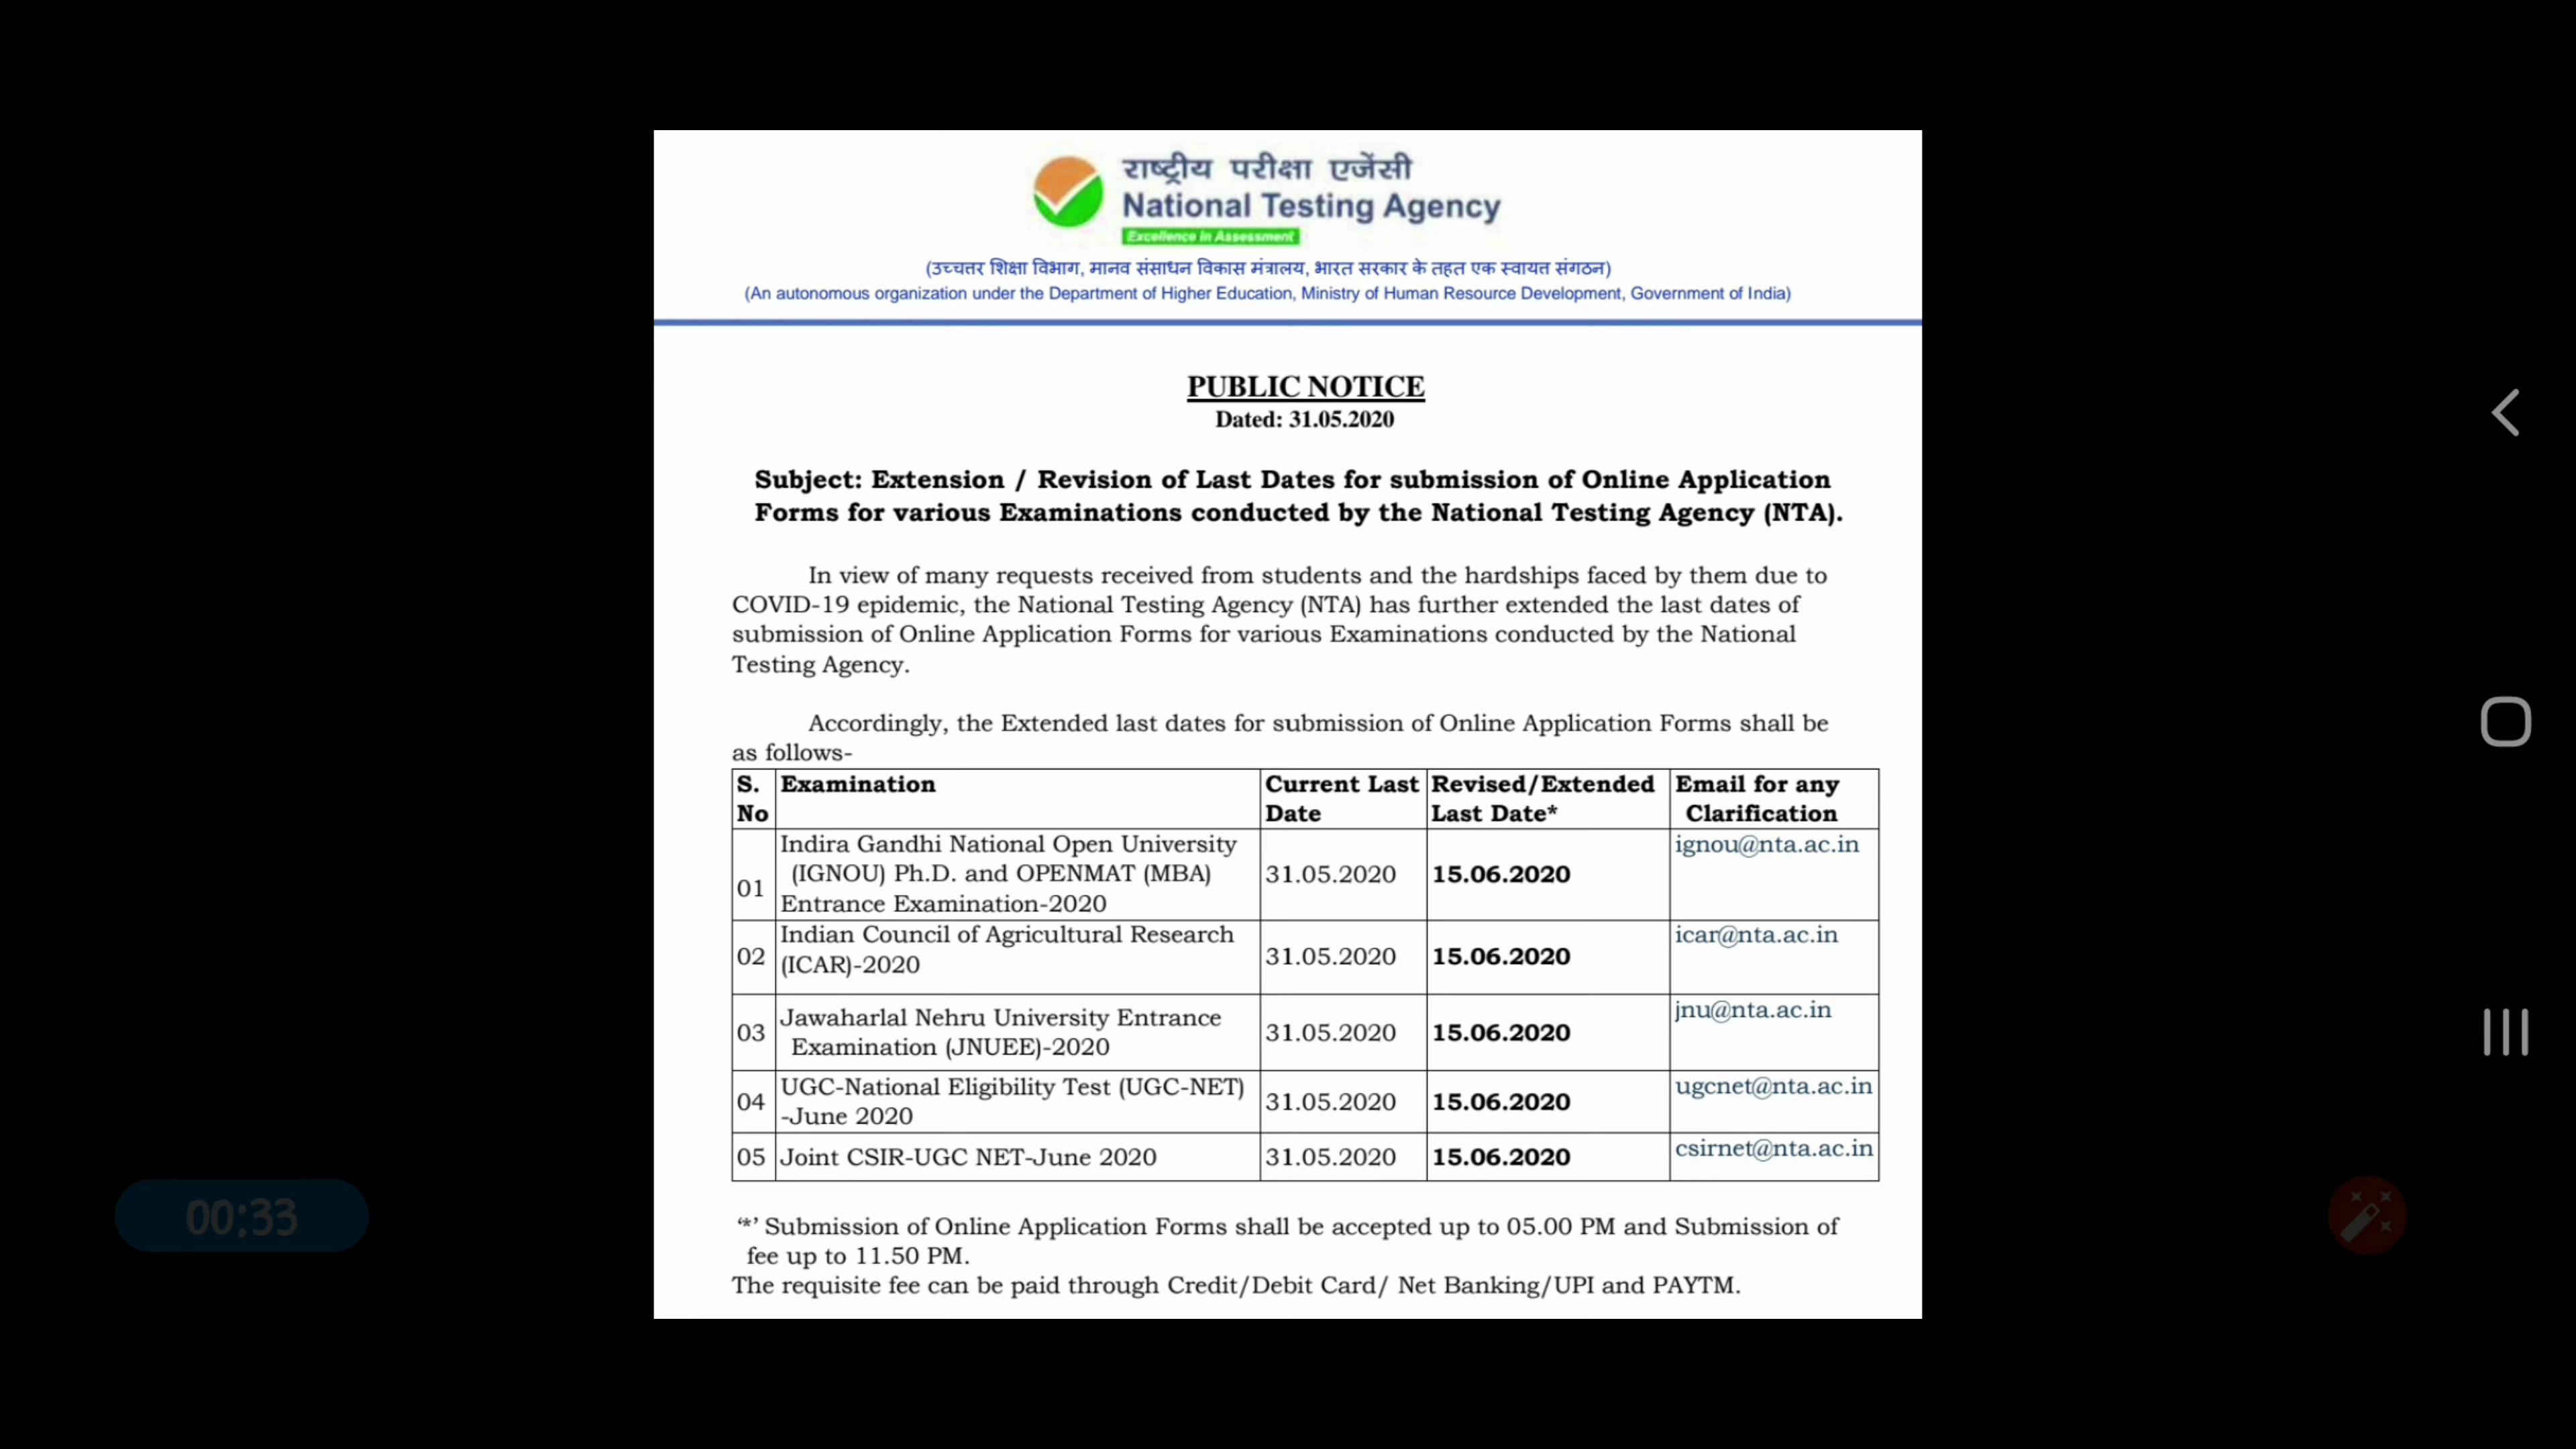 राष्ट्रीय परीक्षा एजेंसी
National Testing Agency
Excellence in Assessment
(उच्चत्तर शिक्षा विभाग, मानव संसाधन विकास मंत्रालय, भारत सरकार के तहत एक स्वायत्त संगठन)
(An autonomous organization under the Department of Higher Education, Ministry of Human Resource Development, Government of India)
PUBLIC NOTICE
Dated: 31.05.2020
Subject: Extension / Revision of Last Dates for submission of Online Application
Forms for various Examinations conducted by the National Testing Agency (NTA).
In view of many requests received from students and the hardships faced by them due to
COVID-19 epidemic, the National Testing Agency (NTA) has further extended the last dates of
submission of Online Application Forms for various Examinations conducted by the National
Testing Agency.
Accordingly, the Extended last dates for submission of Online Application Forms shall be
as follows-
S. No Examination Current Last Date Revised/Extended Last Date* Email for any Clarification
01 Indira Gandhi National Open University (IGNOU) Ph.D. and OPENMAT (MBA) Entrance Examination-2020 31.05.2020 15.06.2020 ignou@nta.ac.in
02 Indian Council of Agricultural Research (ICAR)-2020 31.05.2020 15.06.2020 icar@nta.ac.in
03 Jawaharlal Nehru University Entrance Examination (JNUEE)-2020 31.05.2020 15.06.2020 jnu@nta.ac.in
04 UGC-National Eligibility Test (UGC-NET) -June 2020 31.05.2020 15.06.2020 ugcnet@nta.ac.in
05 Joint CSIR-UGC NET-June 2020 31.05.2020 15.06.2020 csirnet@nta.ac.in
'*' Submission of Online Application Forms shall be accepted up to 05.00 PM and Submission of
fee up to 11.50 PM.
The requisite fee can be paid through Credit/Debit Card/ Net Banking/UPI and PAYTM.
00:33